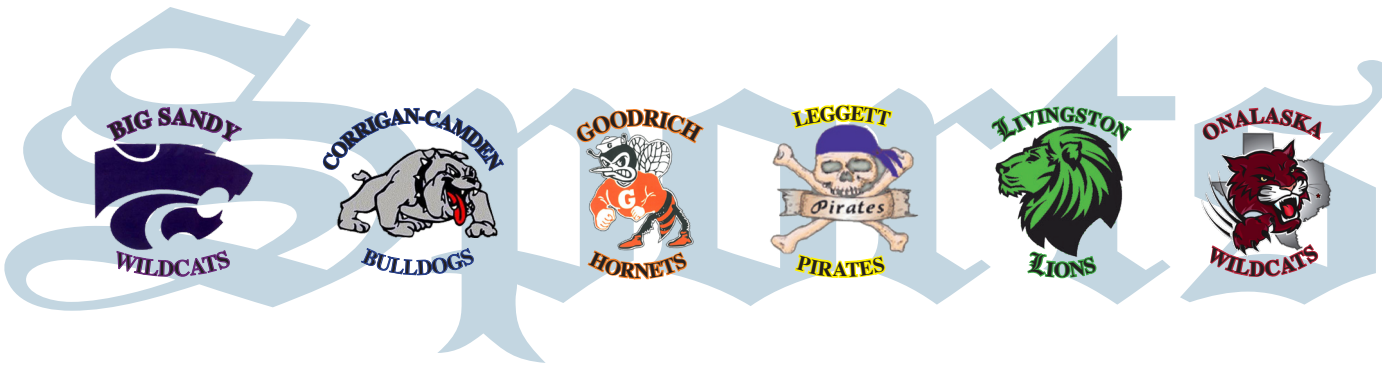 Sports
BIG SANDY
WILDCATS
CORRIGAN-CAMDEN
BULLDOGS
GOODRICH
G
HORNETS
LEGGETT
Pirates
PIRATES
LIVINGSTON
LIONS
ONALASKA
WILDCATS